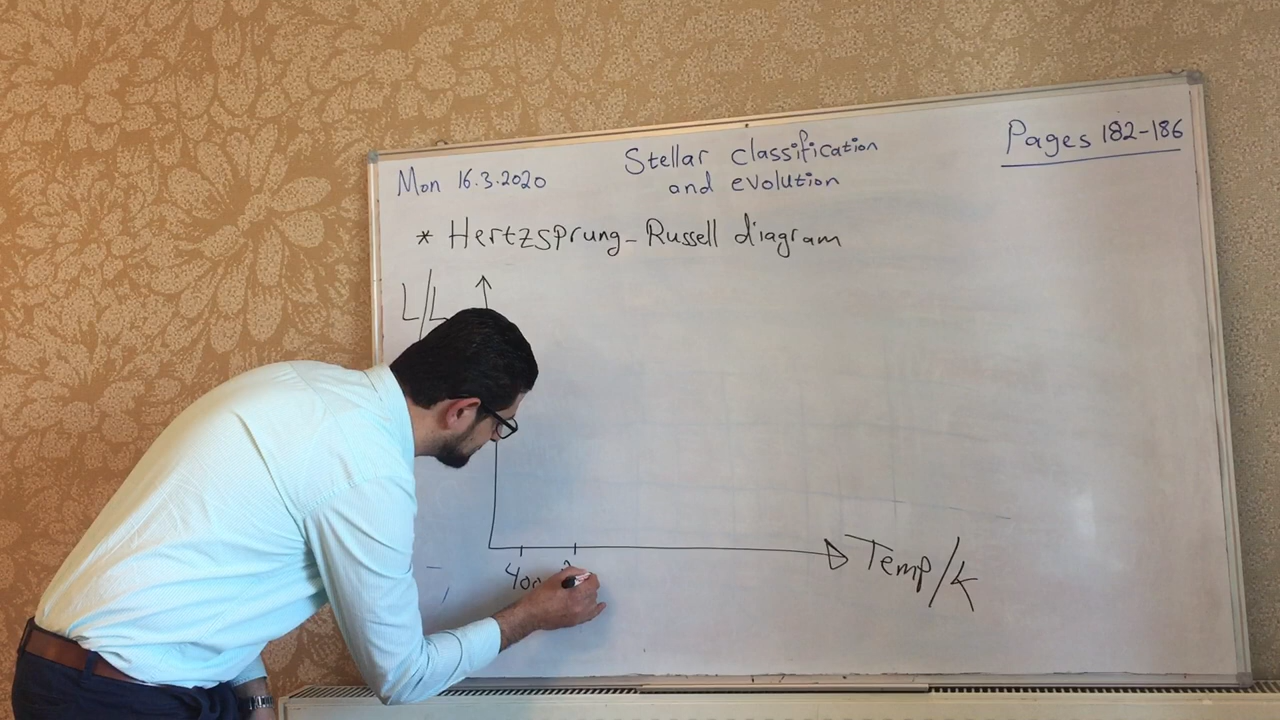 Mon 16.3.2020
Stellar classification
and evolution
Pages 182-186
* Hertzsprung-Russell diagram
L/L
Temp/k